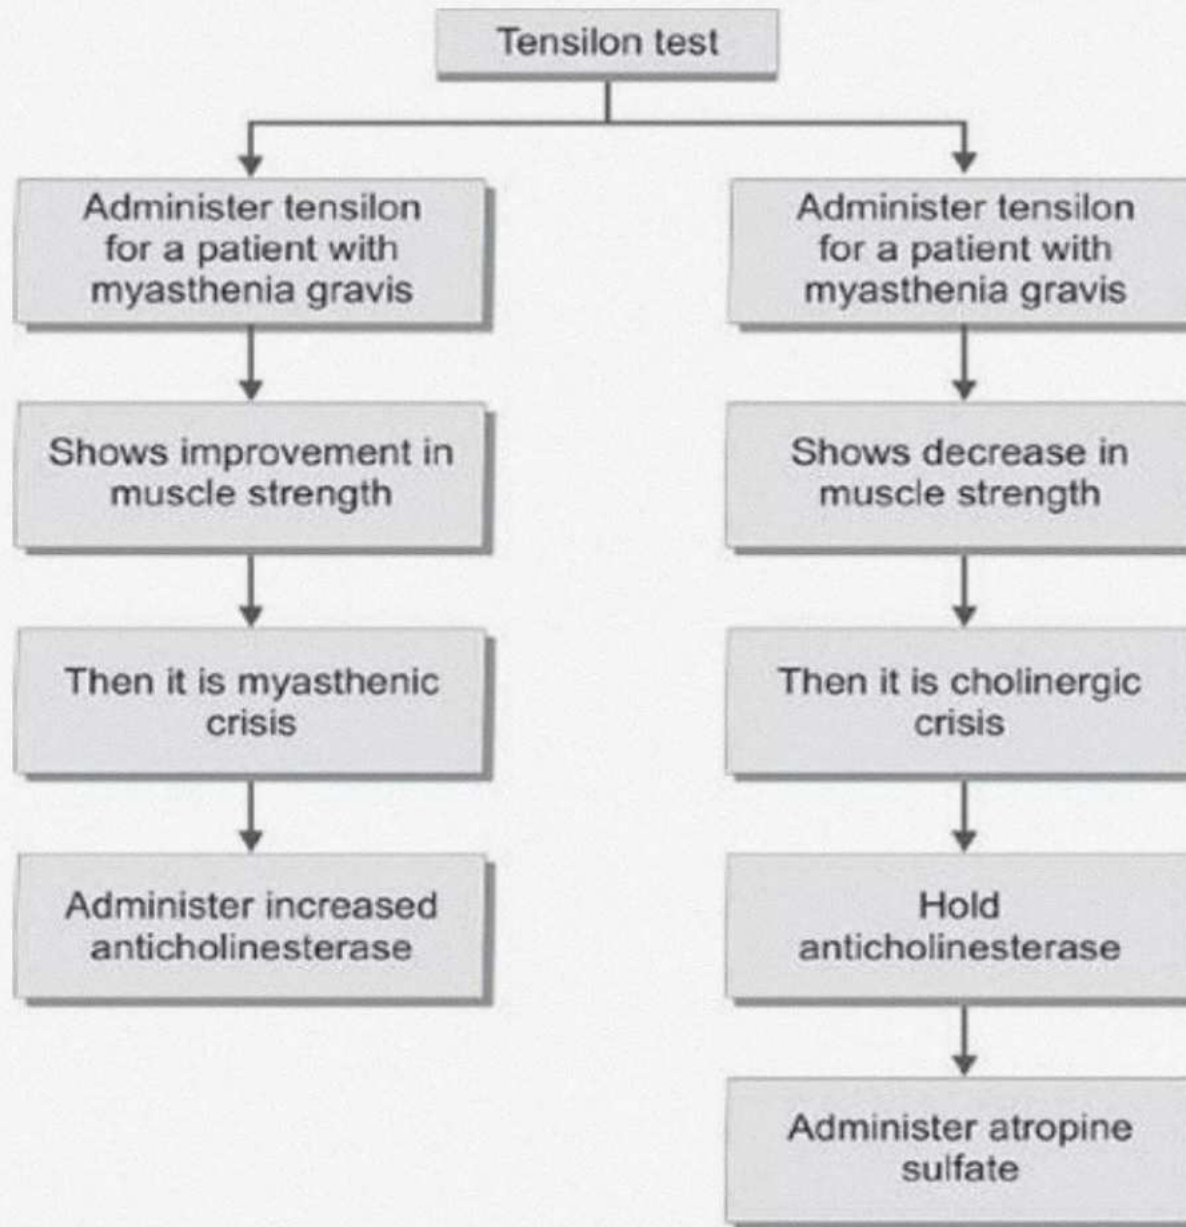 Tensilon test
Administer tensilon
for a patient with
myasthenia gravis
Shows improvement in
muscle strength
Then it is myasthenic
crisis
Administer increased
anticholinesterase
Administer tensilon
for a patient with
myasthenia gravis
Shows decrease in
muscle strength
Then it is cholinergic
crisis
Hold
anticholinesterase
Administer atropine
sulfate